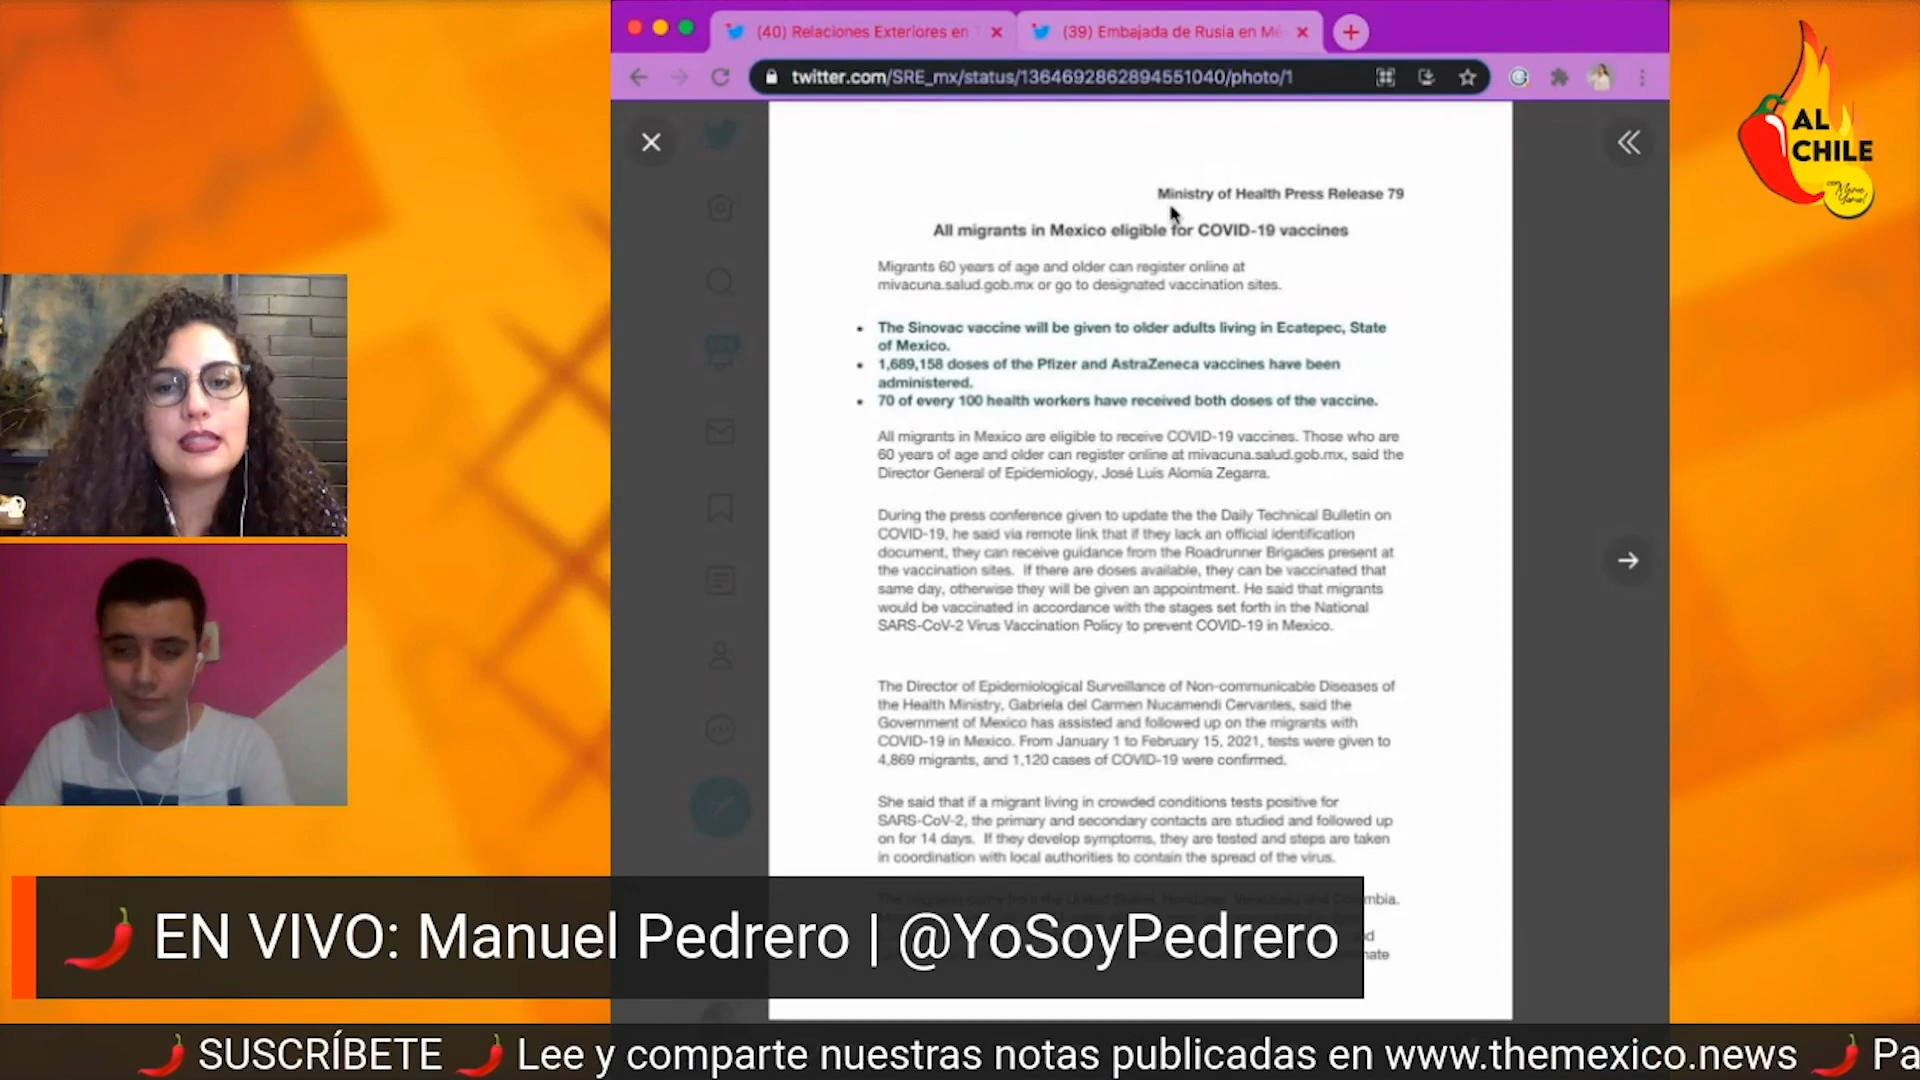 (40) Relaciones Exteriores en
(39) Embajada de Rusia en Mé
twitter.com/SRE_mx/status/1364692862894551040/photo/1
AL
CHILE
Ministry of Health Press Release 79
All migrants in Mexico eligible for COVID-19 vaccines
Migrants 60 years of age and older can register online at
mivacuna.salud.gob.mx or go to designated vaccination sites.
• The Sinovac vaccine will be given to older adults living in Ecatepec, State
of Mexico.
• 1,689,158 doses of the Pfizer and AstraZeneca vaccines have been
administered.
• 70 of every 100 health workers have received both doses of the vaccine.
All migrants in Mexico are eligible to receive COVID-19 vaccines. Those who are
60 years of age and older can register online at mivacuna.salud.gob.mx, said the
Director General of Epidemiology, José Luis Alomía Zegarra.
During the press conference given to update the the Daily Technical Bulletin on
COVID-19, he said via remote link that if they lack an official identification
document, they can receive guidance from the Roadrunner Brigades present at
the vaccination sites. If there are doses available, they can be vaccinated that
same day, otherwise they will be given an appointment. He said that migrants
would be vaccinated in accordance with the stages set forth in the National
SARS-CoV-2 Virus Vaccination Policy to prevent COVID-19 in Mexico.
The Director of Epidemiological Surveillance of Non-communicable Diseases of
the Health Ministry, Gabriela del Carmen Nucamendi Cervantes, said the
Government of Mexico has assisted and followed up on the migrants with
COVID-19 in Mexico. From January 1 to February 15, 2021, tests were given to
4,869 migrants, and 1,120 cases of COVID-19 were confirmed.
She said that if a migrant living in crowded conditions tests positive for
SARS-CoV-2, the primary and secondary contacts are studied and followed up
on for 14 days. If they develop symptoms, they are tested and steps are taken
in coordination with local authorities to contain the spread of the virus.
The migrants come from the United States, Honduras, Venezuela and Colombia.
EN VIVO: Manuel Pedrero | @YoSoyPedrero
SUSCRÍBETE Lee y comparte nuestras notas publicadas en www.themexico.news Pa